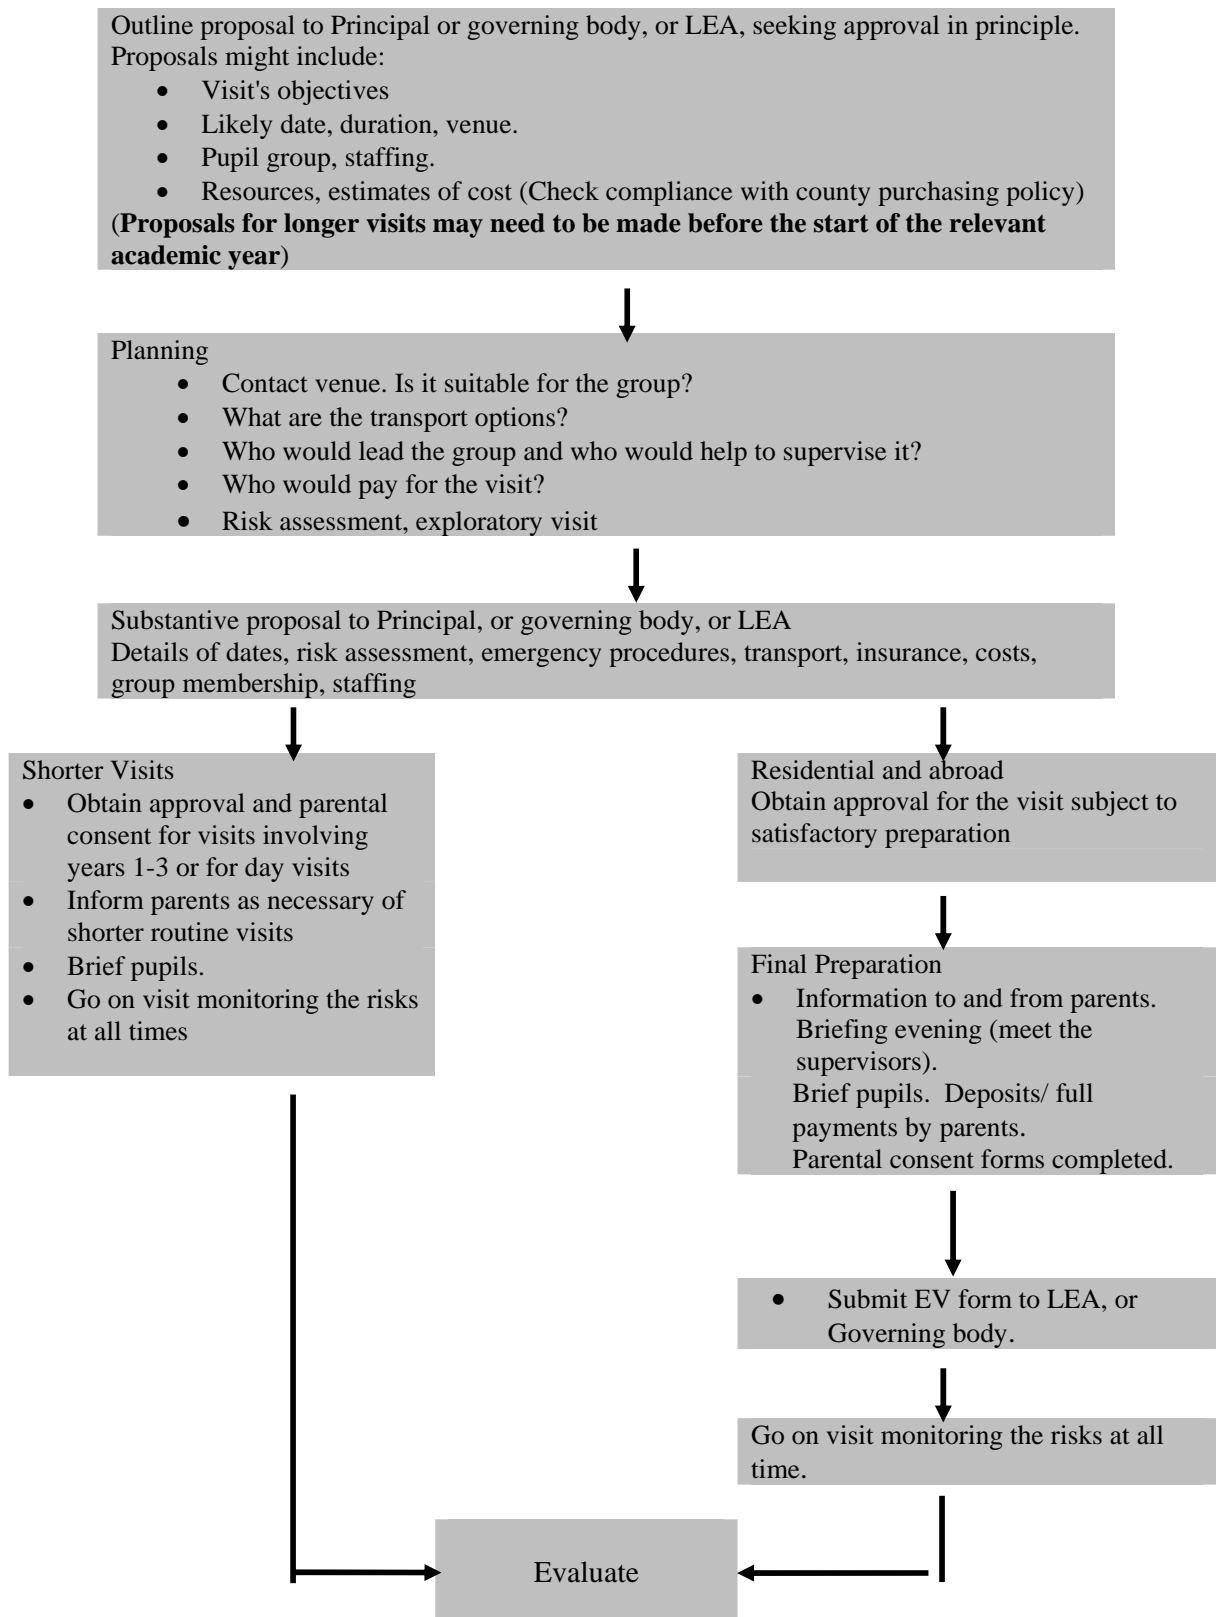 Outline proposal to Principal or governing body, or LEA, seeking approval in principle.
Proposals might include:
• Visit's objectives
• Likely date, duration, venue.
• Pupil group, staffing.
• Resources, estimates of cost (Check compliance with county purchasing policy)
(Proposals for longer visits may need to be made before the start of the relevant
academic year)
Planning
• Contact venue. Is it suitable for the group?
• What are the transport options?
• Who would lead the group and who would help to supervise it?
• Who would pay for the visit?
• Risk assessment, exploratory visit
Substantive proposal to Principal, or governing body, or LEA
Details of dates, risk assessment, emergency procedures, transport, insurance, costs,
group membership, staffing
Shorter Visits
• Obtain approval and parental
consent for visits involving
years 1-3 or for day visits
• Inform parents as necessary of
shorter routine visits
• Brief pupils.
• Go on visit monitoring the risks
at all times
Residential and abroad
Obtain approval for the visit subject to
satisfactory preparation
Final Preparation
• Information to and from parents.
Briefing evening (meet the
supervisors).
Brief pupils. Deposits/ full
payments by parents.
Parental consent forms completed.
• Submit EV form to LEA, or
Governing body.
Go on visit monitoring the risks at all
time.
Evaluate